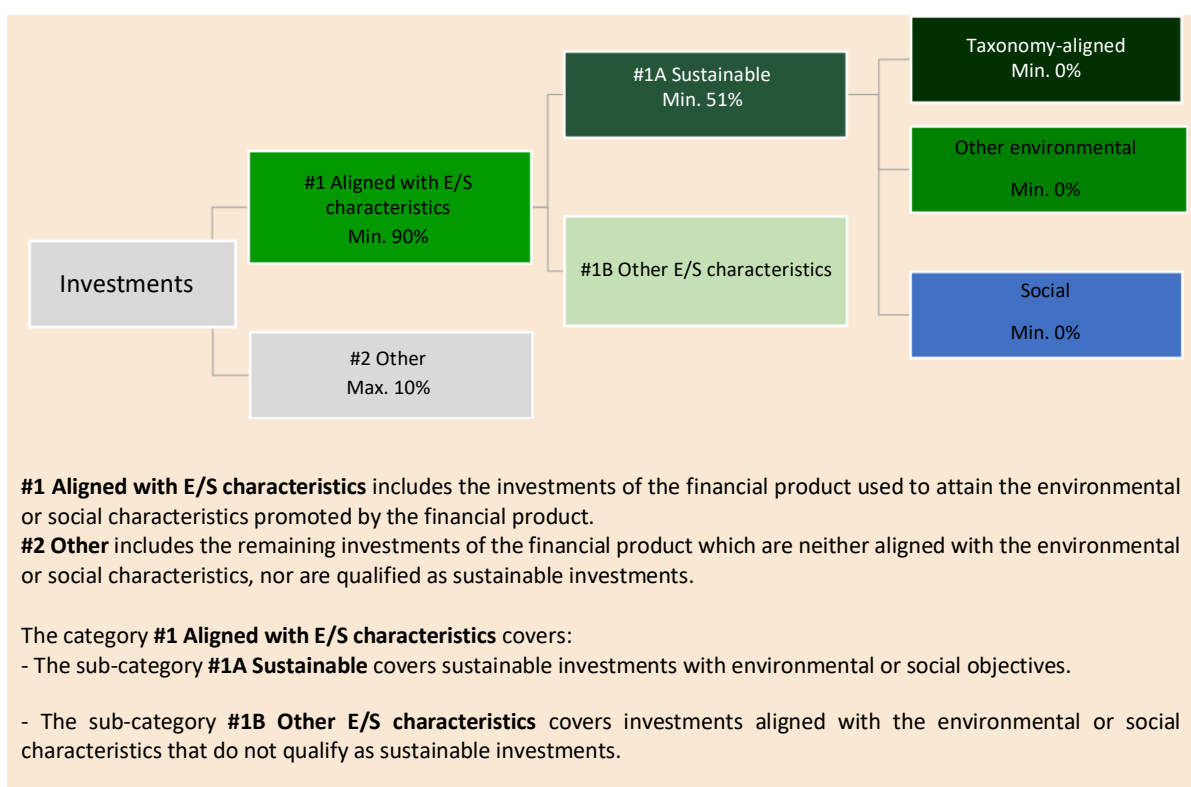 Taxonomy-aligned
Min. 0%
#1A Sustainable
Min. 51%
Other environmental
Min. 0%
#1 Aligned with E/S
characteristics
Min. 90%
#1B Other E/S characteristics
Investments
Social
Min. 0%
#2 Other
Max. 10%
#1 Aligned with E/S characteristics includes the investments of the financial product used to attain the environmental
or social characteristics promoted by the financial product.
#2 Other includes the remaining investments of the financial product which are neither aligned with the environmental
or social characteristics, nor are qualified as sustainable investments.
The category #1 Aligned with E/S characteristics covers:
- The sub-category #1A Sustainable covers sustainable investments with environmental or social objectives.
- The sub-category #1B Other E/S characteristics covers investments aligned with the environmental or social
characteristics that do not qualify as sustainable investments.